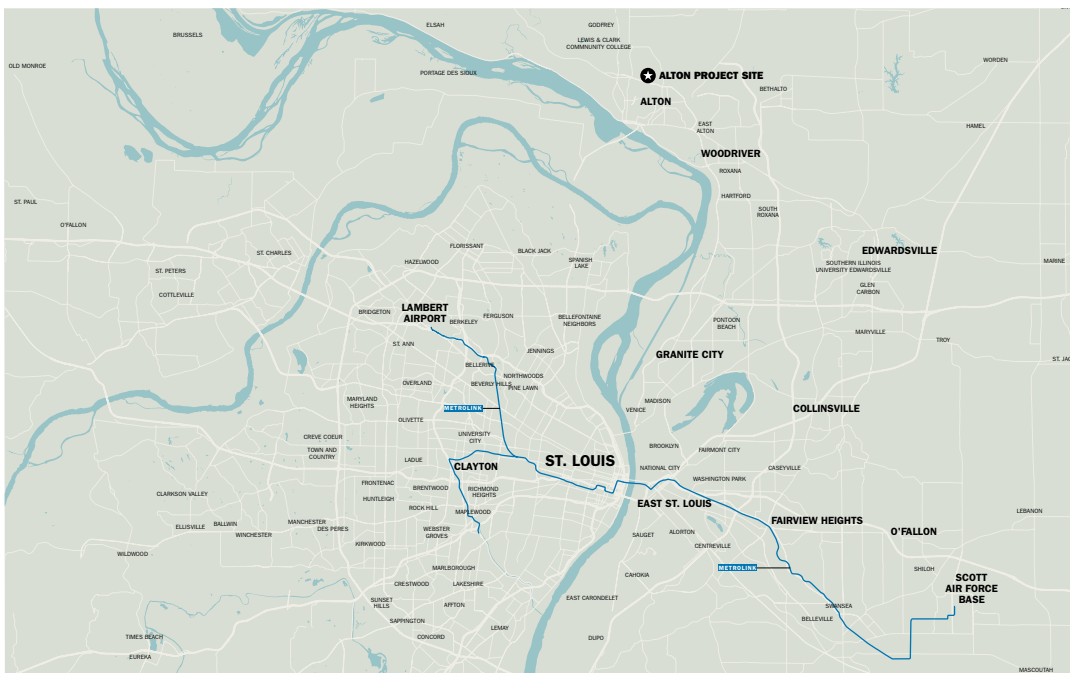 ELSAH
GODFREY
BRUSSELS
LEWIS & CLARK
COMMMUNITY COLLEGE
WORDEN
OLD MONROE
PORTAGE DES SIOUX
ALTON PROJECT SITE
BETHALTO
ALTON
EAST
ALTON
HAMEL
WOODRIVER
ROXANA
HARTFORD
ST. PAUL
SOUTH
ROXANA
O'FALLON
FLORISSANT
BLACK JACK
EDWARDSVILLE
ST. CHARLES
HAZELWOOD
SPANISH
LAKE
SOUTHERN ILLINOIS
UNIVERSITY EDWARDSVILLE
MARINE
ST. PETERS
GLEN
CARBON
COTTLEVILLE
LAMBERT
AIRPORT
BRIDGETON
BERKELEY
FERGUSON
BELLEFONTAINE
NEIGHBORS
PONTOON
BEACH
MARYVILLE
TROY
ST. ANN
JENNINGS
GRANITE CITY
ST. JAC
BELLERIVE
NORTHWOODS
OVERLAND
BEVERLY HILLS
PINE LAWN
MARYLAND
HEIGHTS
METROLINK
MADISON
VENICE
COLLINSVILLE
OLIVETTE
UNIVERSITY
CITY
CREVE COEUR
BROOKLYN
FAIRMONT CITY
TOWN AND
COUNTRY
LADUE
CLAYTON
ST. LOUIS
NATIONAL CITY
CASEYVILLE
WASHINGTON PARK
FRONTENAC
BRENTWOOD
RICHMOND
HEIGHTS
CLARKSON VALLEY
HUNTLEIGH
EAST ST. LOUIS
ROCK HILL
MAPLEWOOD
LEBANON
ELLISVILLE
BALLWIN
MANCHESTER
DES PERES
FAIRVIEW HEIGHTS
WINCHESTER
WEBSTER
GROVES
SAUGET
ALORTON
O'FALLON
KIRKWOOD
CENTREVILLE
WILDWOOD
MARLBOROUGH
METROLINK
SHILOH
CAHOKIA
SCOTT
AIR FORCE
BASE
CRESTWOOD
LAKESHIRE
SUNSET
HILLS
AFFTON
EAST CARONDELET
SWANSEA
SAPPINGTON
BELLEVILLE
LEMAY
TIMES BEACH
CONCORD
DUPO
EUREKA
MASCOUTAH